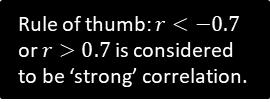 Rule of thumb: r < −0.7
or r > 0.7 is considered
to be ‘strong’ correlation.